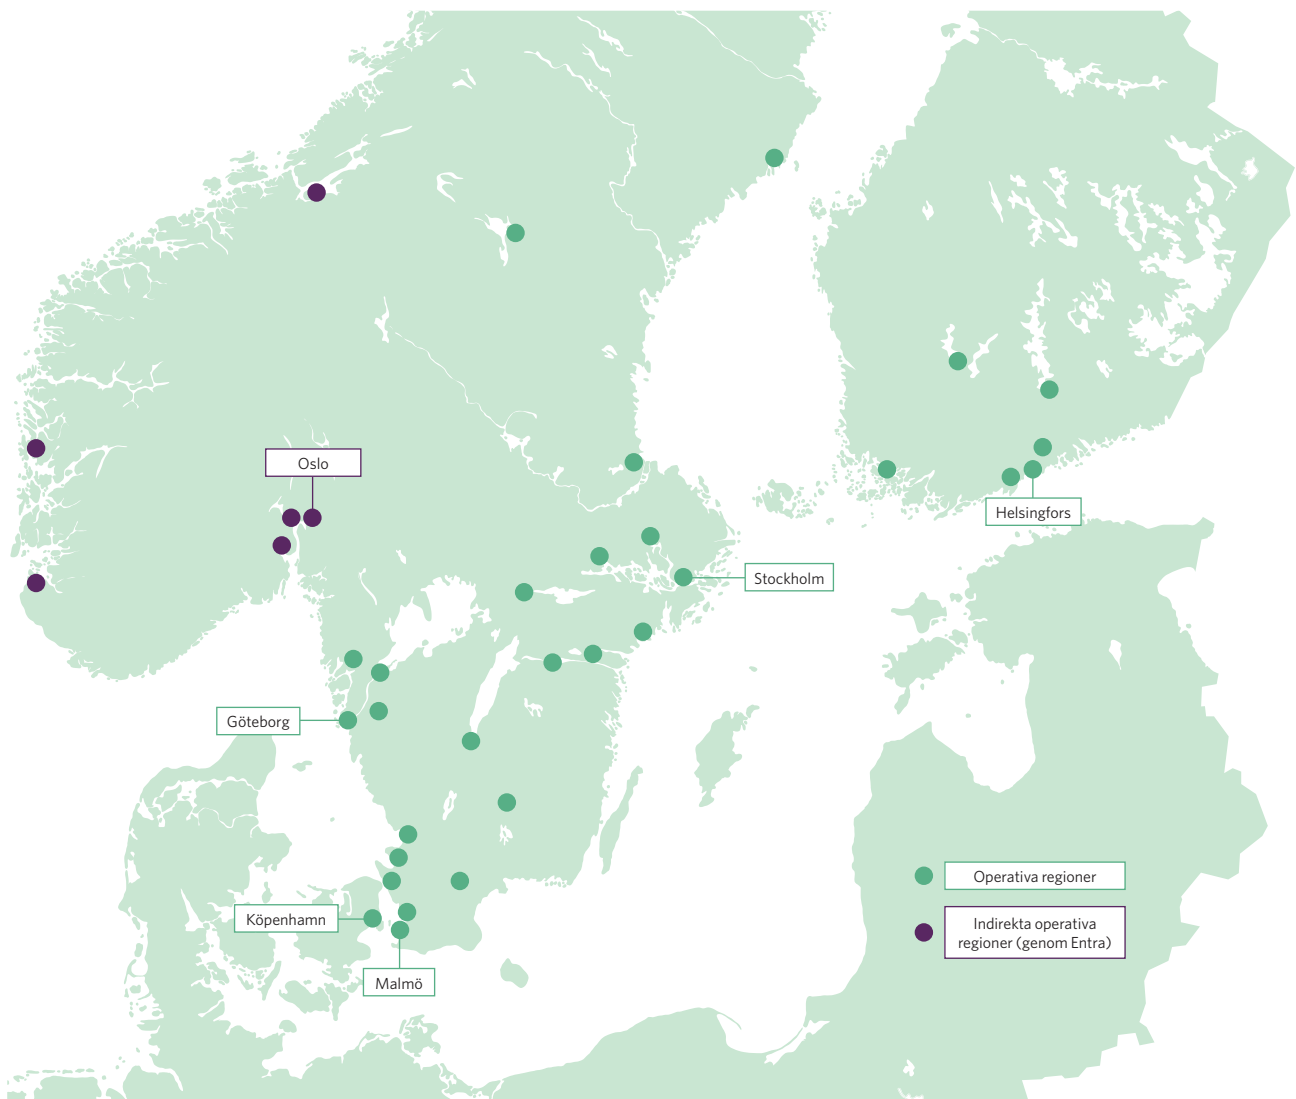 Oslo
Helsingfors
Stockholm
Göteborg
Operativa regioner
Köpenhamn
Indirekta operativa
regioner (genom Entra)
Malmö